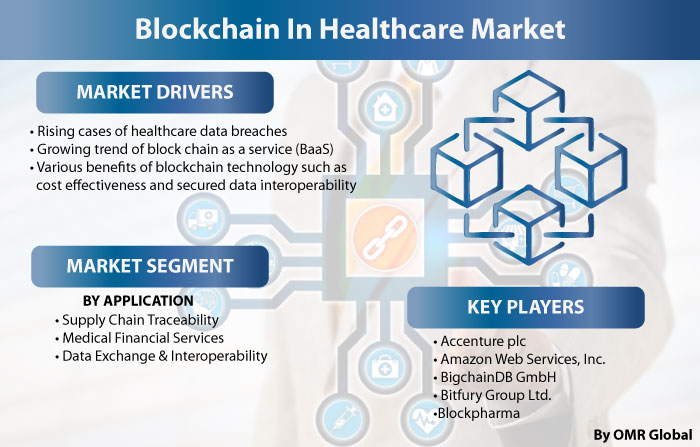 Blockchain In Healthcare Market
MARKET DRIVERS
• Rising cases of healthcare data breaches
• Growing trend of block chain as a service (BaaS)
• Various benefits of blockchain technology such as
cost effectiveness and secured data interoperability
MARKET SEGMENT
BY APPLICATION
• Supply Chain Traceability
• Medical Financial Services
• Data Exchange & Interoperability
KEY PLAYERS
• Accenture plc
• Amazon Web Services, Inc.
• BigchainDB GmbH
• Bitfury Group Ltd.
•Blockpharma
By OMR Global